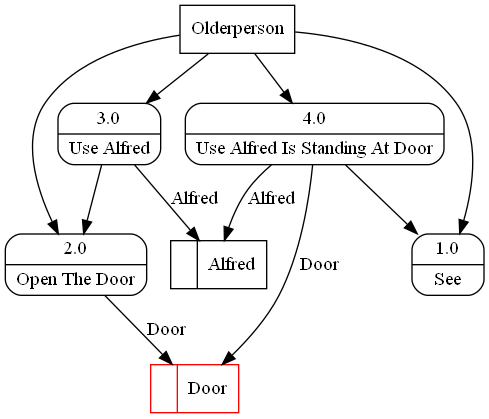 Olderperson
3.0
Use Alfred
4.0
Use Alfred Is Standing At Door
Alfred
Alfred
2.0
Open The Door
Alfred
Door
1.0
See
Door
Door